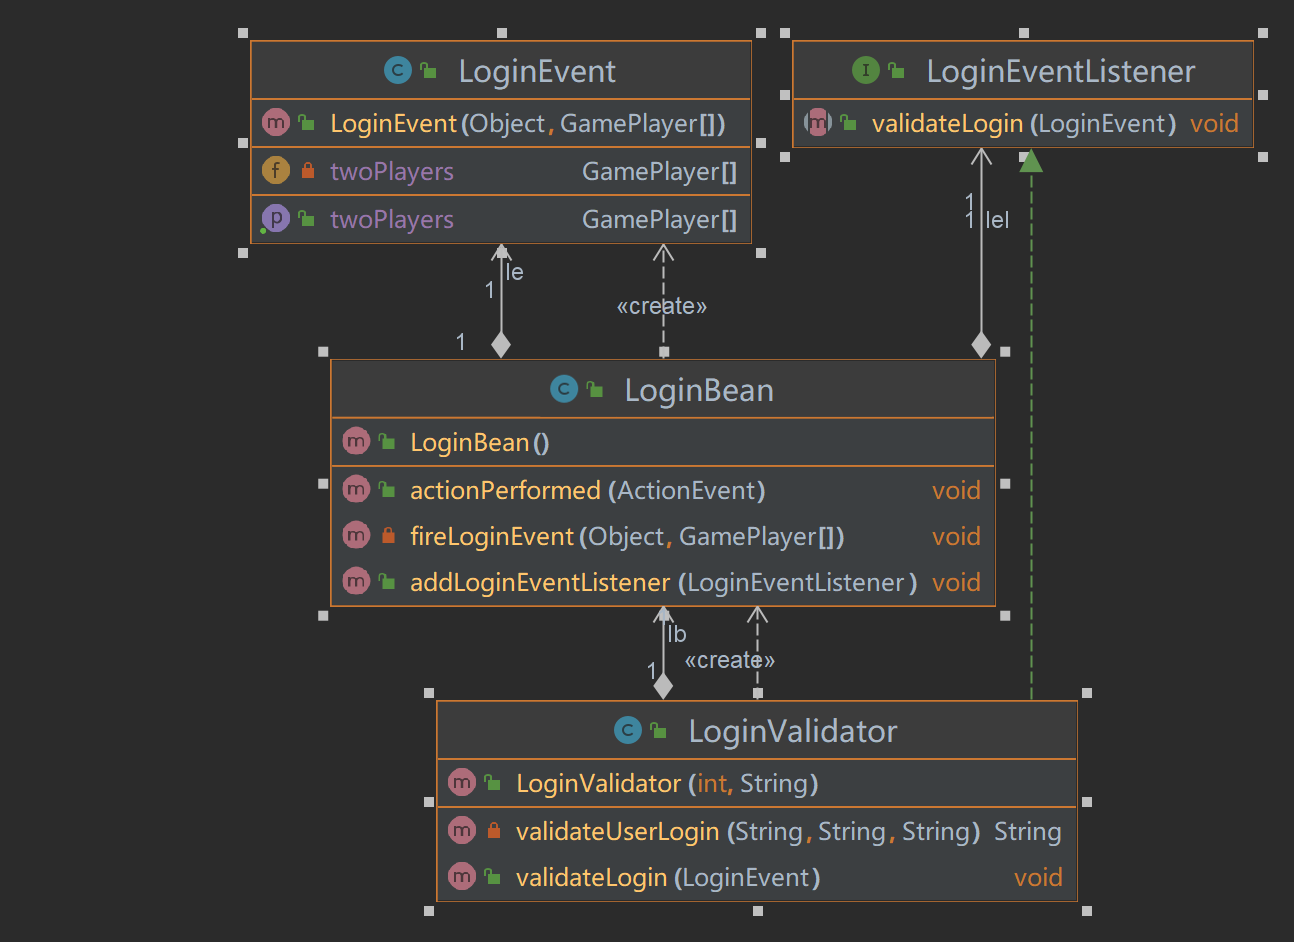 C LoginEvent
m LoginEvent(Object, GamePlayer[])
f twoPlayers GamePlayer[]
p twoPlayers GamePlayer[]
I LoginEventListener
m validateLogin(LoginEvent) void
1
1 lel
le
1
«create»
1
C LoginBean
m LoginBean()
m actionPerformed(ActionEvent) void
m fireLoginEvent(Object, GamePlayer[]) void
m addLoginEventListener(LoginEventListener) void
lb
«create»
1
C LoginValidator
m LoginValidator(int, String)
m validateUserLogin(String, String, String) String
m validateLogin(LoginEvent) void